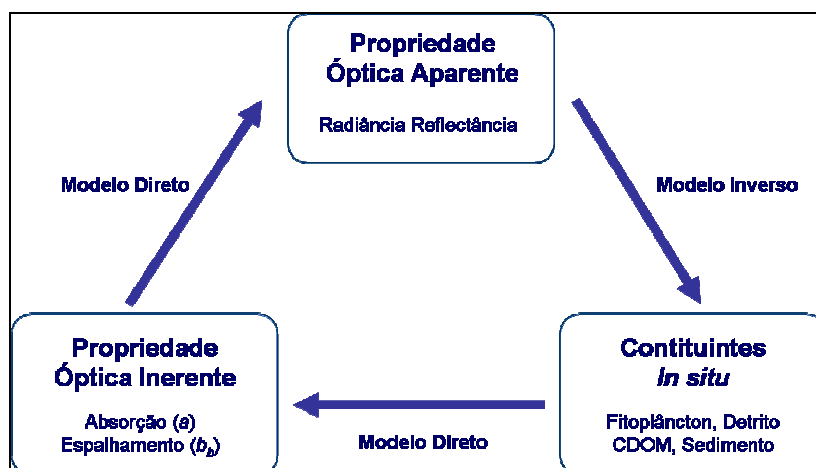 Propriedade
Óptica Aparente
Radiância Reflectância
Modelo Direto
Modelo Inverso
Propriedade
Óptica Inerente
Absorção (a)
Espalhamento (bb)
Contituintes
In situ
Fitoplâncton, Detrito
CDOM, Sedimento
Modelo Direto